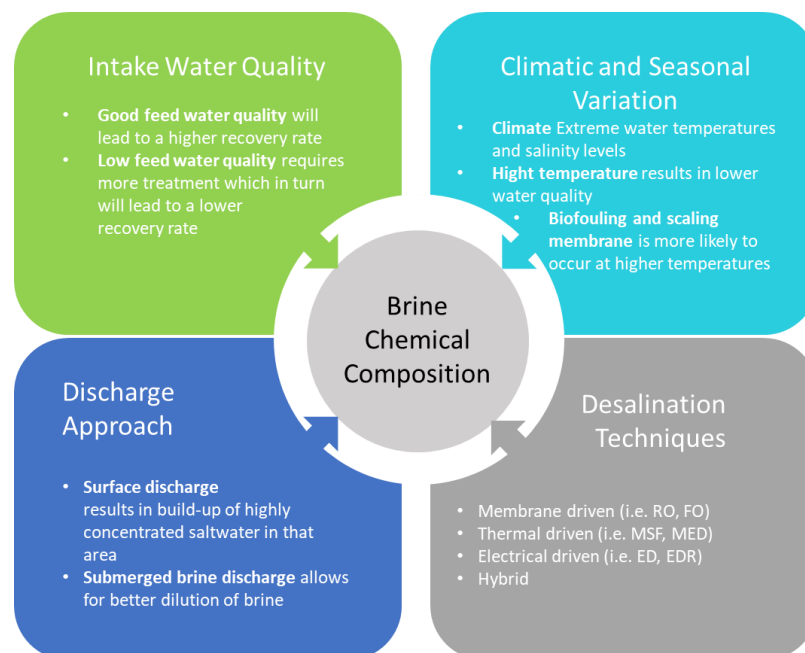 Intake Water Quality
• Good feed water quality will
lead to a higher recovery rate
• Low feed water quality requires
more treatment which in turn
will lead to a lower
recovery rate
Climatic and Seasonal
Variation
• Climate Extreme water temperatures
and salinity levels
• Hight temperature results in lower
water quality
• Biofouling and scaling
membrane is more likely to
occur at higher temperatures
Brine
Chemical
Composition
Discharge
Approach
• Surface discharge
results in build-up of highly
concentrated saltwater in that
area
• Submerged brine discharge allows
for better dilution of brine
Desalination
Techniques
• Membrane driven (i.e. RO, FO)
• Thermal driven (i.e. MSF, MED)
• Electrical driven (i.e. ED, EDR)
• Hybrid